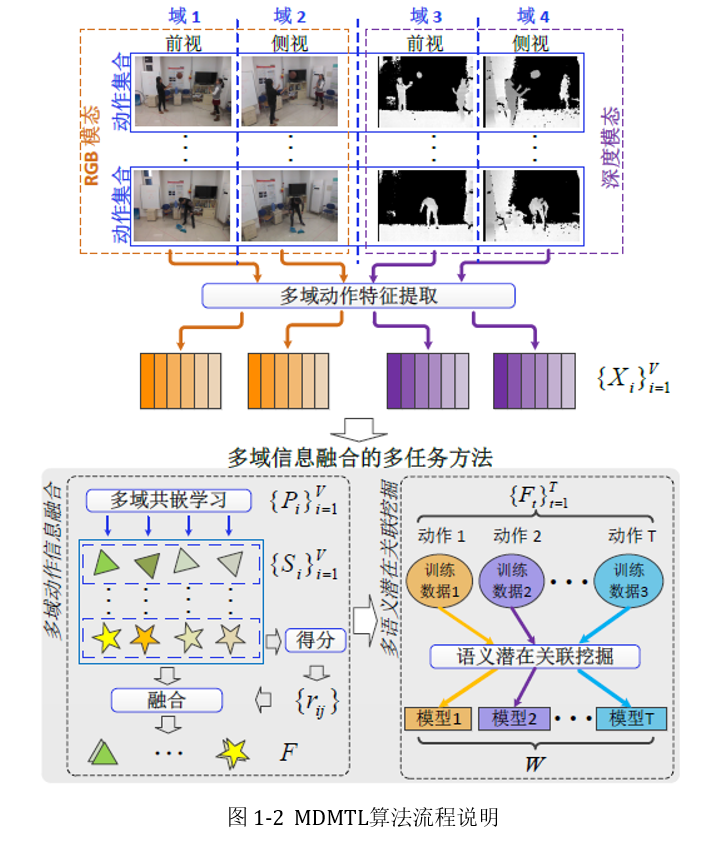 域 1 域 2 域 3 域 4
前视 侧视 前视 侧视
RGB 模态
动作集合
动作集合
深度模态
多域动作特征提取
{X_i}_{i=1}^{V}
多域信息融合的多任务方法
多域动作信息融合
多域共嵌学习
{P_i}_{i=1}^{V}
{S_i}_{i=1}^{V}
得分
融合
{r_{ij}}
F
多语义潜在关联挖掘
{F_t}_{t=1}^{T}
动作 1 动作 2 动作 T
训练数据1 训练数据2 训练数据3
语义潜在关联挖掘
模型1 模型2 模型T
W
图 1-2 MDMTL算法流程说明